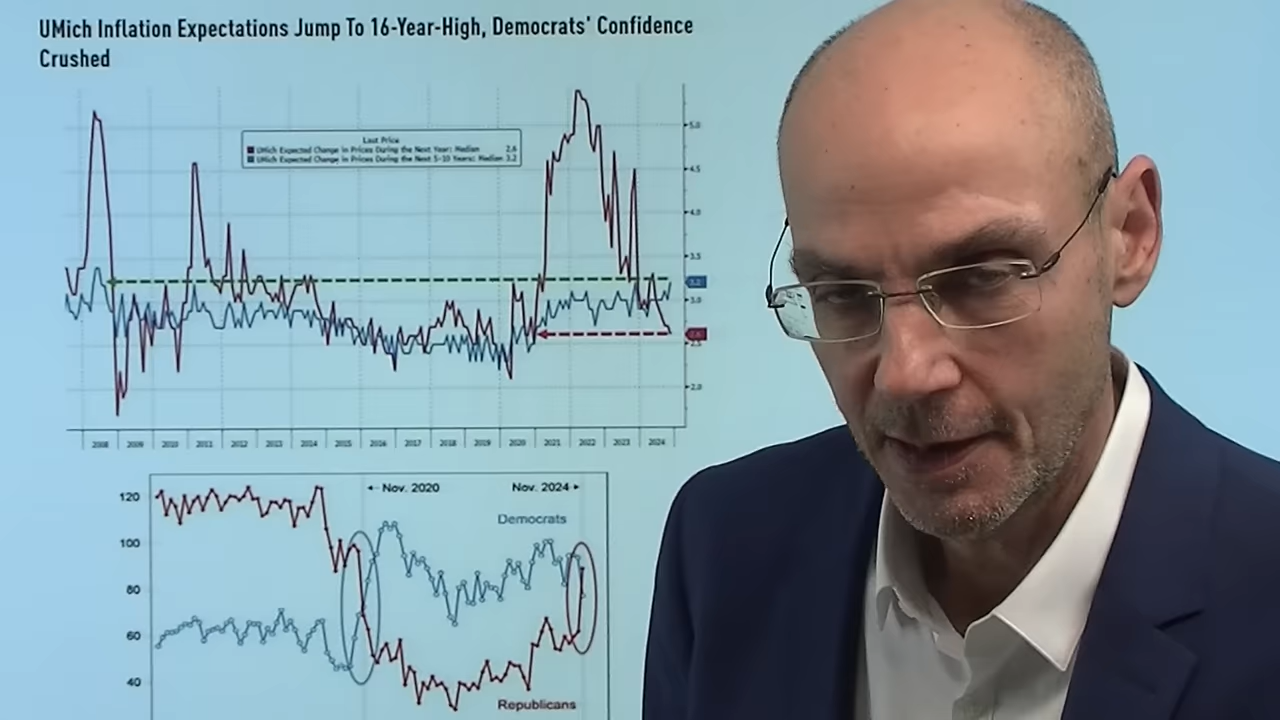 UMich Inflation Expectations Jump To 16-Year-High, Democrats' Confidence
Crushed
Last Price
UMich Expected Change in Prices During the Next Year: Median 2.6
UMich Expected Change in Prices During the Next 5-10 Years: Median 3.2
5.0
4.5
4.0
3.5
3.2
3.0
2.6
2.5
2.0
2008 2009 2010 2011 2012 2013 2014 2015 2016 2017 2018 2019 2020 2021 2022 2023 2024
120
100
80
60
40
Nov. 2020
Nov. 2024
Democrats
Republicans